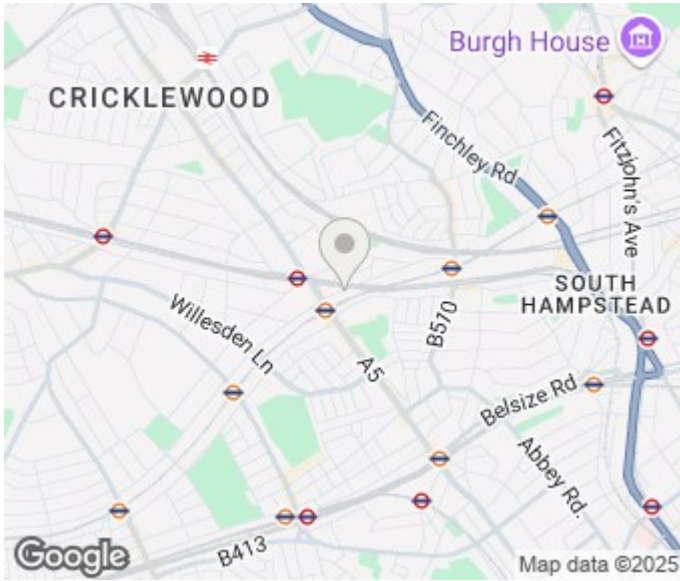 Burgh House
CRICKLEWOOD
Finchley Rd
Fitzjohn's Ave
SOUTH
HAMPSTEAD
Willesden Ln
B510
A5
Belsize Rd
Abbey Rd.
B413
Google
Map data ©2025